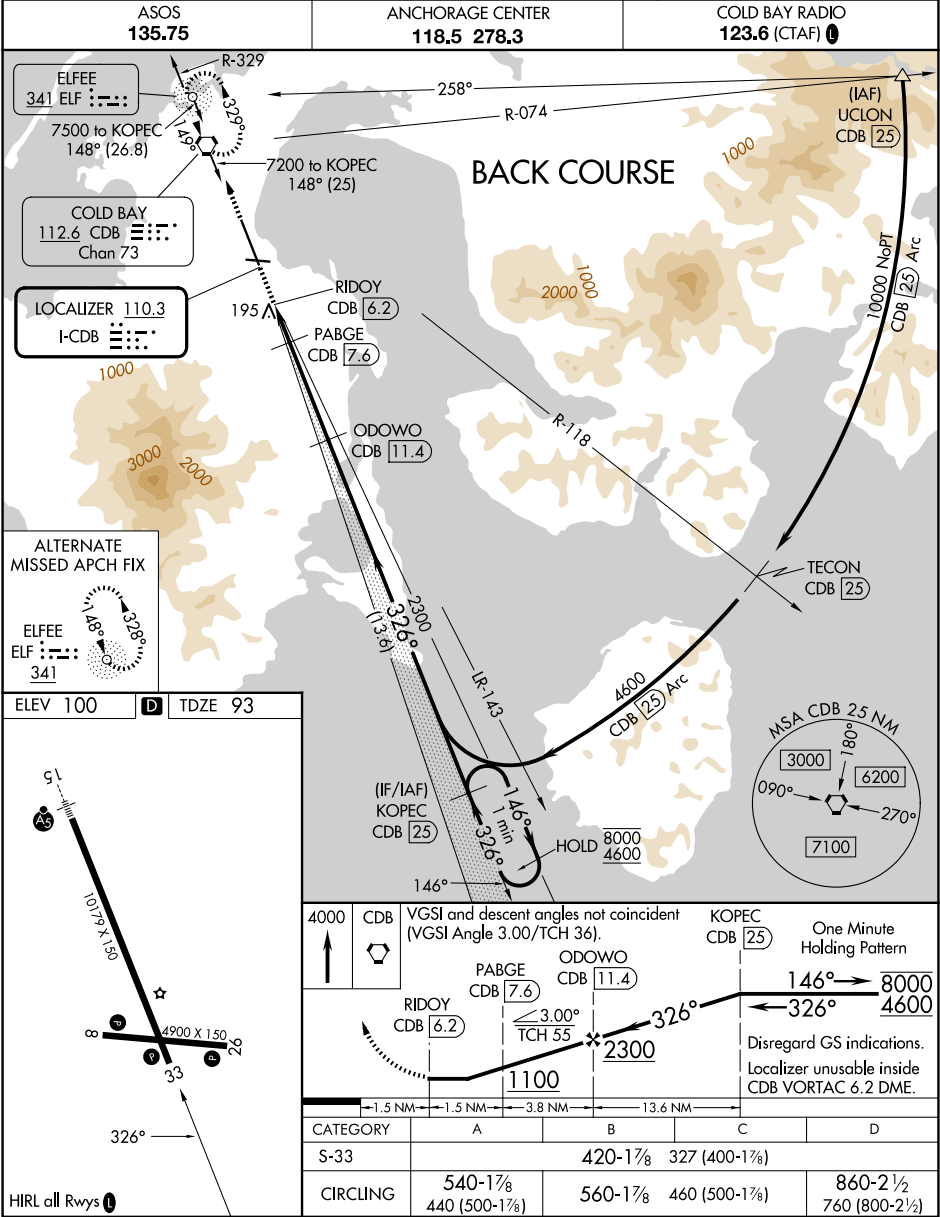 ASOS
135.75
ANCHORAGE CENTER
118.5 278.3
COLD BAY RADIO
123.6 (CTAF) L
ELFEE
341 ELF
R-329
329°
149°
7500 to KOPEC
148° (26.8)
7200 to KOPEC
148° (25)
258°
R-074
(IAF)
UCLON
CDB 25
BACK COURSE
1000
COLD BAY
112.6 CDB
Chan 73
LOCALIZER 110.3
I-CDB
195
RIDOY
CDB 6.2
PABGE
CDB 7.6
1000
2000
10000 NoPT
CDB 25 Arc
1000
3000
2000
ODOWO
CDB 11.4
R-118
ALTERNATE
MISSED APCH FIX
148°
328°
ELFEE
ELF
341
TECON
CDB 25
326°
2300
(13.6)
LR-143
4600
CDB 25 Arc
(IF/IAF)
KOPEC
CDB 25
146°
1 min
326°
HOLD 8000
4600
146°
MSA CDB 25 NM
180°
3000
6200
090°
270°
7100
ELEV 100
D
TDZE 93
15
A5
10179 X 150
8
P
4900 X 150
26
P
P
33
326°
HIRL all Rwys L
4000
CDB
VGSI and descent angles not coincident
(VGSI Angle 3.00/TCH 36).
KOPEC
CDB 25
One Minute
Holding Pattern
ODOWO
CDB 11.4
PABGE
CDB 7.6
RIDOY
CDB 6.2
146°
8000
326°
4600
3.00°
TCH 55
326°
2300
1100
Disregard GS indications.
Localizer unusable inside
CDB VORTAC 6.2 DME.
1.5 NM
1.5 NM
3.8 NM
13.6 NM
CATEGORY A B C D
S-33 420-1⅞ 327 (400-1⅞)
CIRCLING
540-1⅞
440 (500-1⅞)
560-1⅞ 460 (500-1⅞)
860-2½
760 (800-2½)